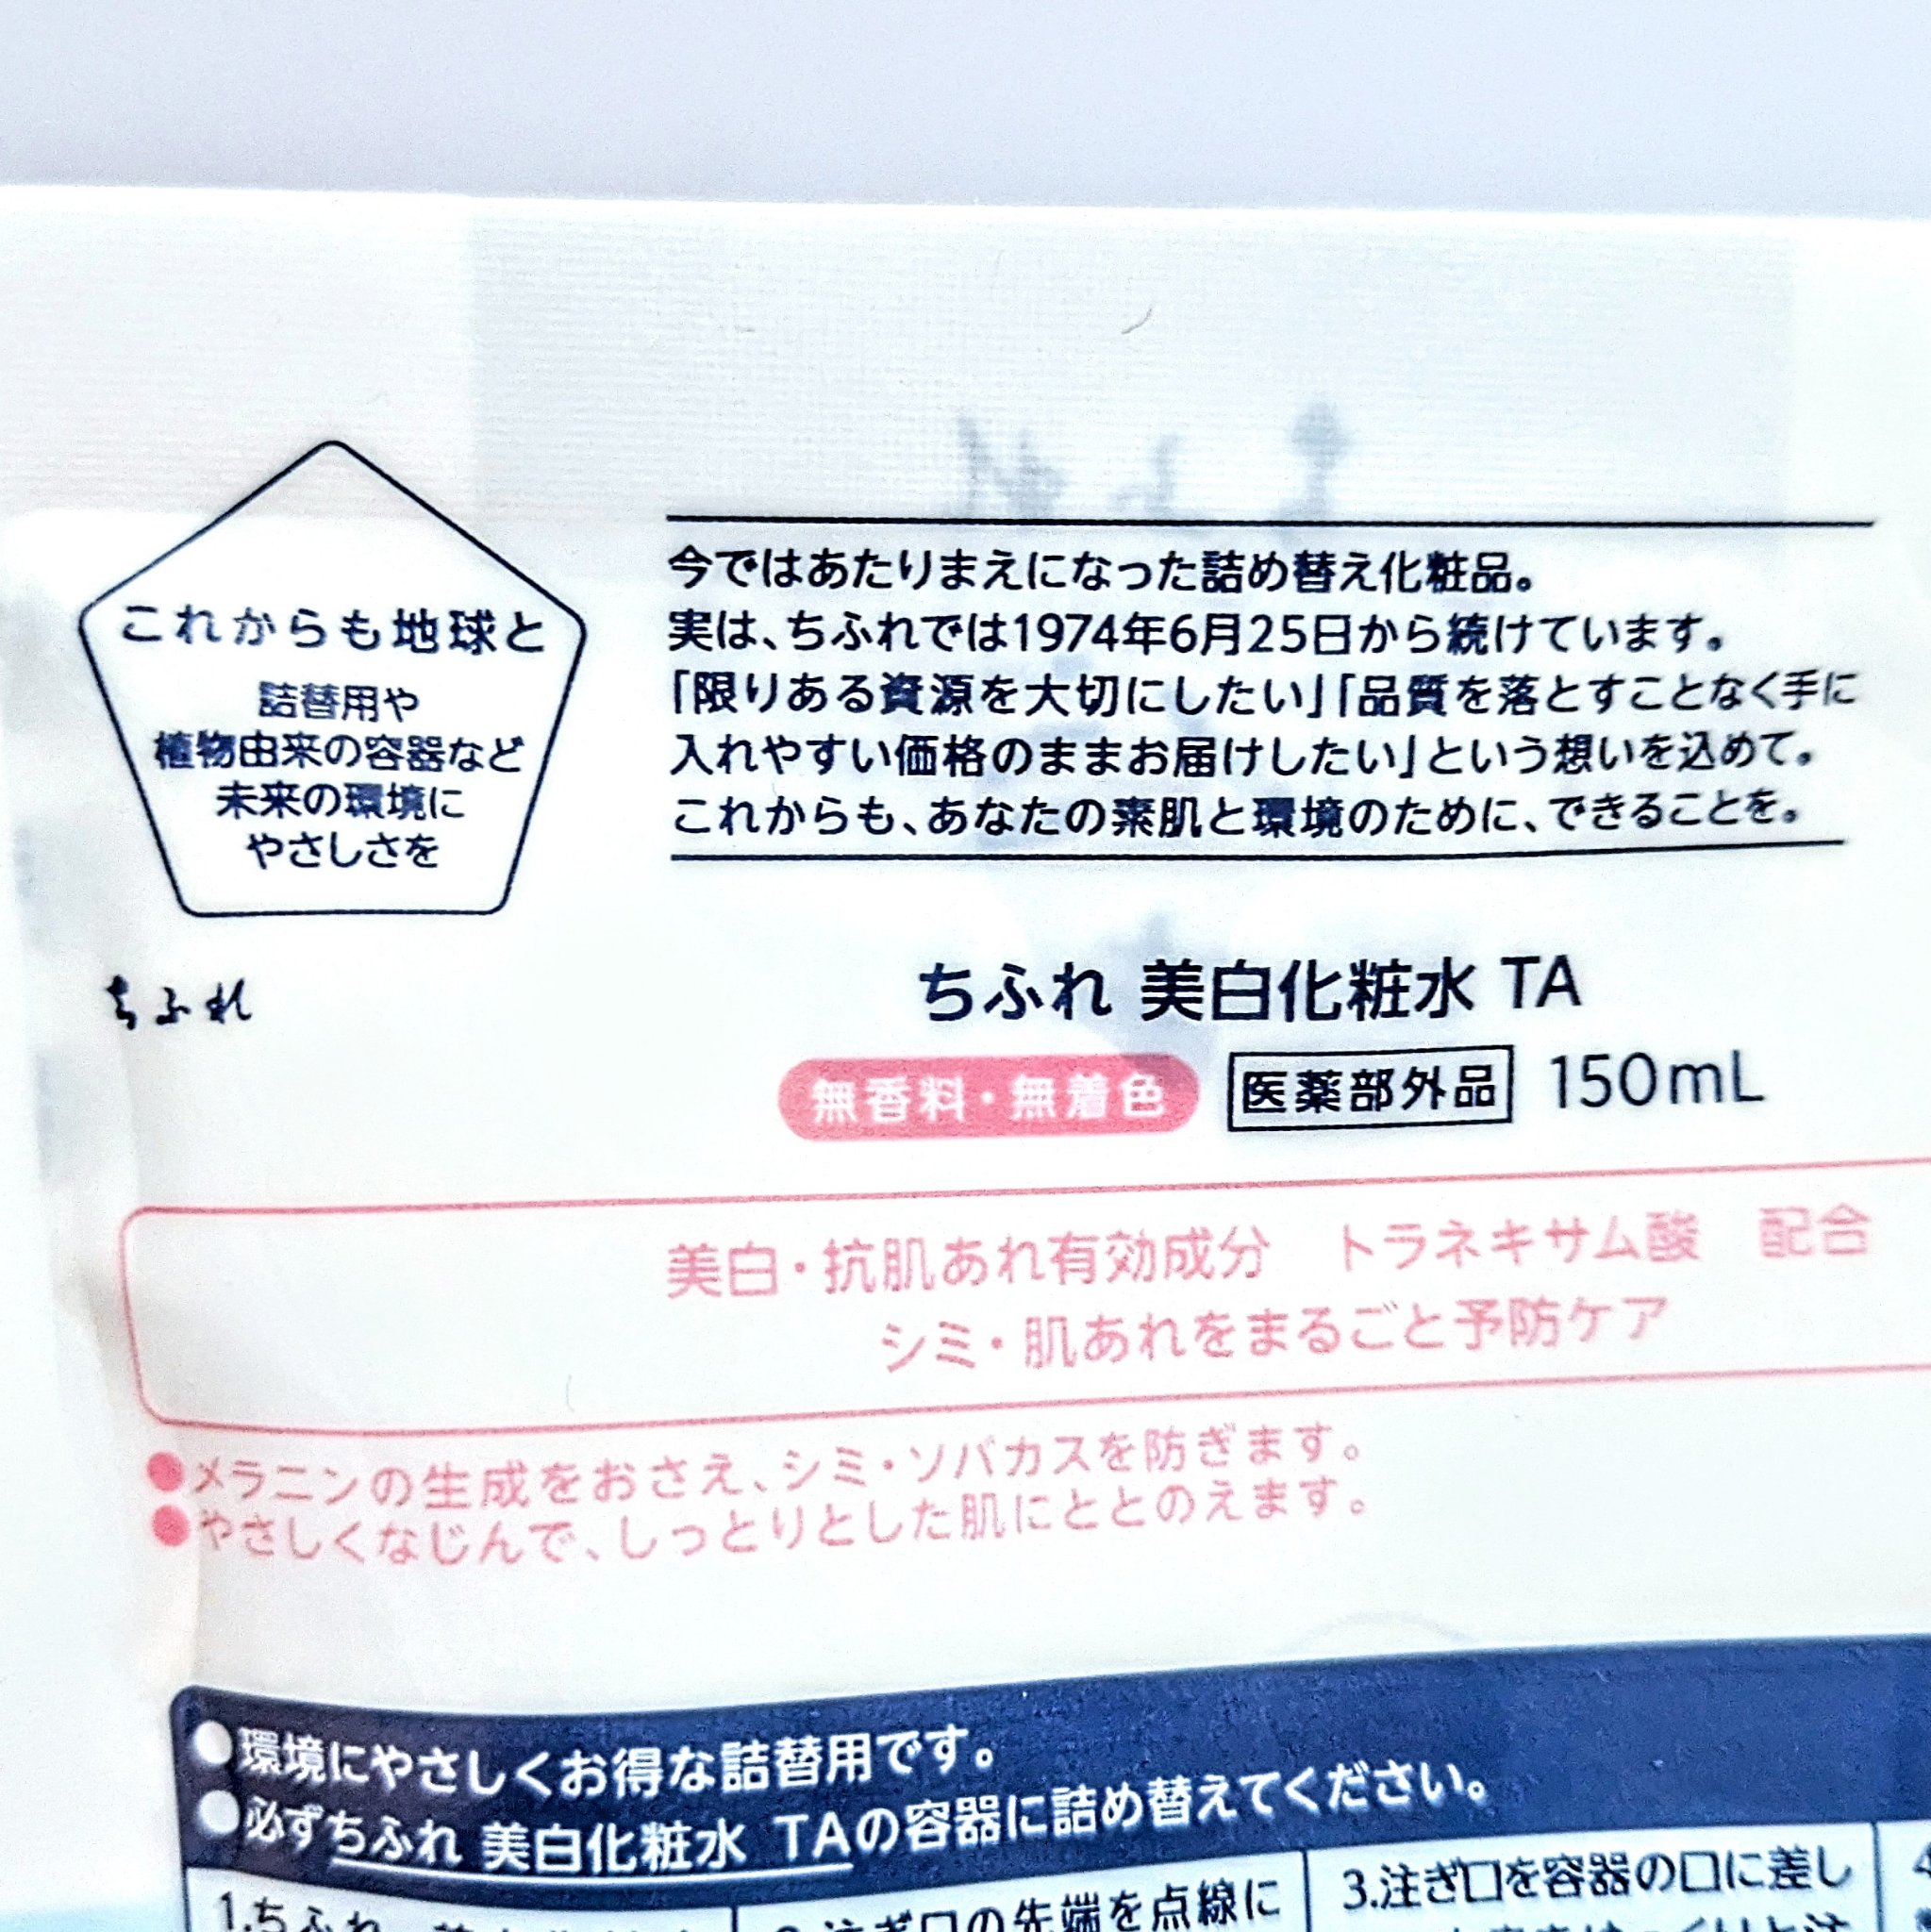 これからも地球と
詰替用や
植物由来の容器など
未来の環境に
やさしさを
ちふれ
今ではあたりまえになった詰め替え化粧品。
実は、ちふれでは1974年6月25日から続けています。
「限りある資源を大切にしたい」「品質を落とすことなく手に
入れやすい価格のままお届けしたい」という想いを込めて。
これからも、あなたの素肌と環境のために、できることを。
ちふれ 美白化粧水 TA
無香料・無着色 医薬部外品 150mL
美白・抗肌あれ有効成分 トラネキサム酸 配合
シミ・肌あれをまるごと予防ケア
●メラニンの生成をおさえ、シミ・ソバカスを防ぎます。
●やさしくなじんで、しっとりとした肌にととのえます。
●環境にやさしくお得な詰替用です。
●必ずちふれ 美白化粧水 TAの容器に詰め替えてください。
1.ちふれ
注ぎ口の先端を点線に
3.注ぎ口を容器の口に差し